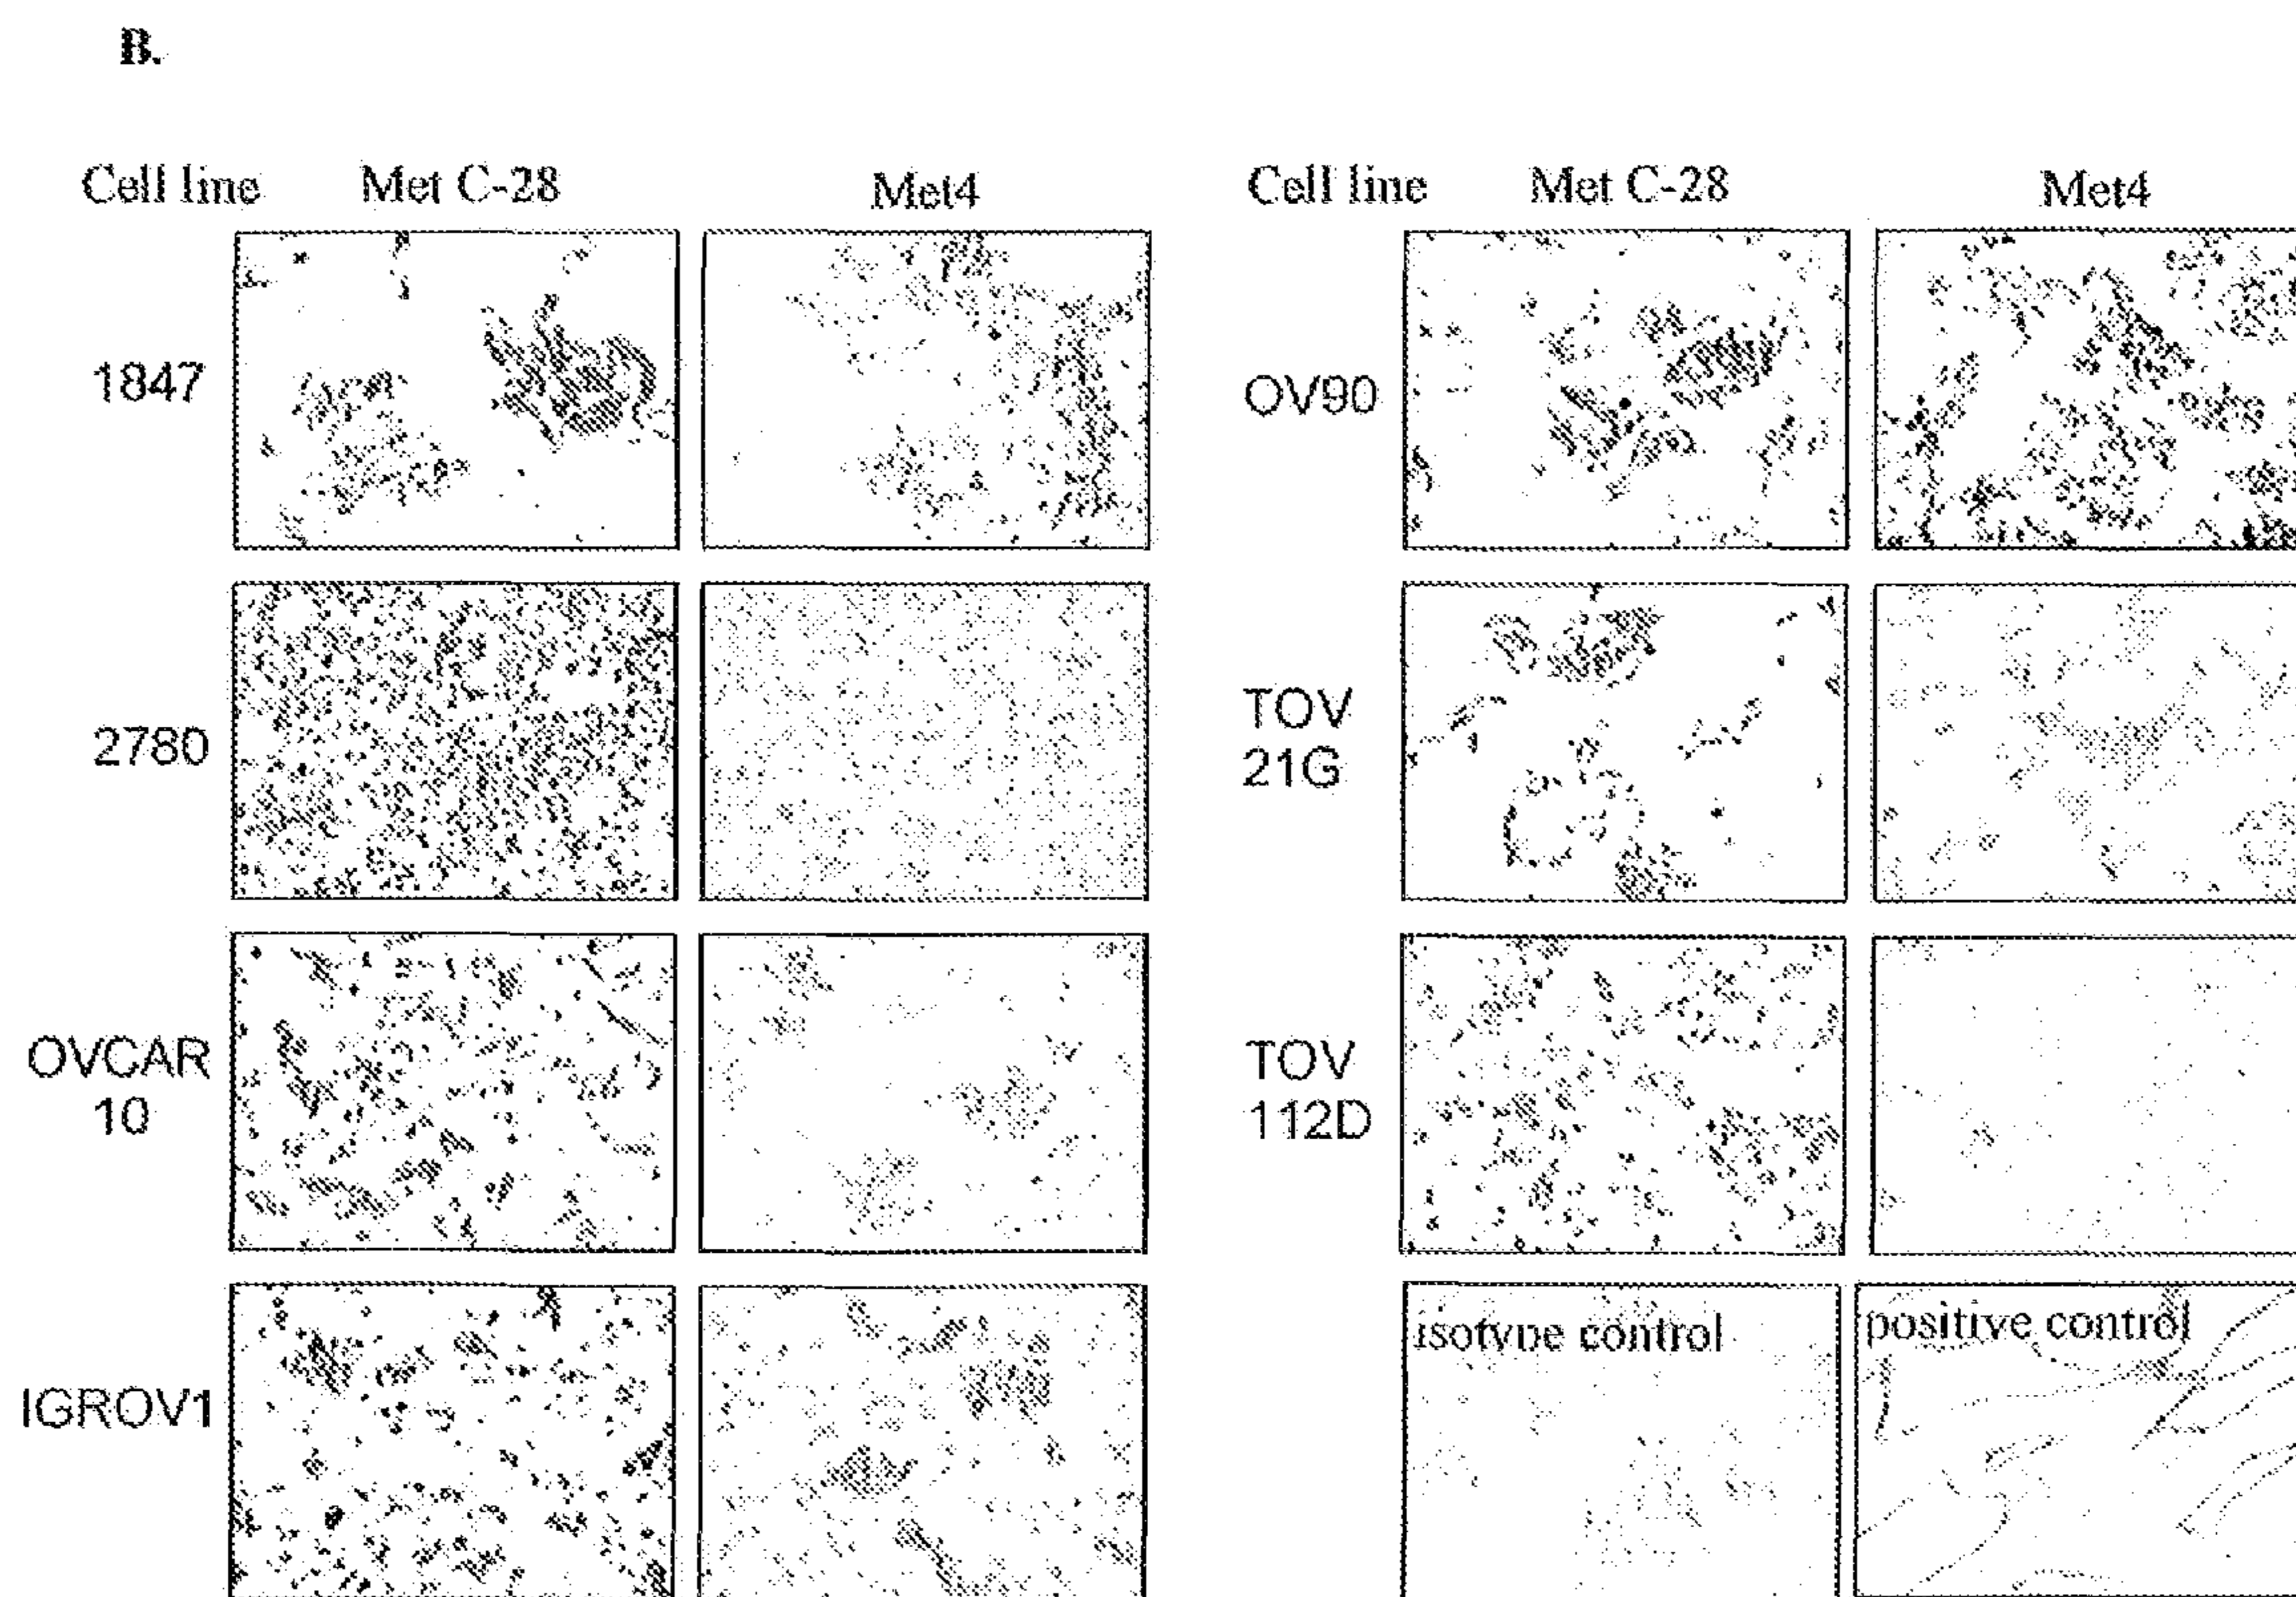 B.
Cell line Met C-28 Met4
1847
2780
OVCAR
10
IGROV1
Cell line Met C-28 Met4
OV90
TOV
21G
TOV
112D
isotype control
positive control